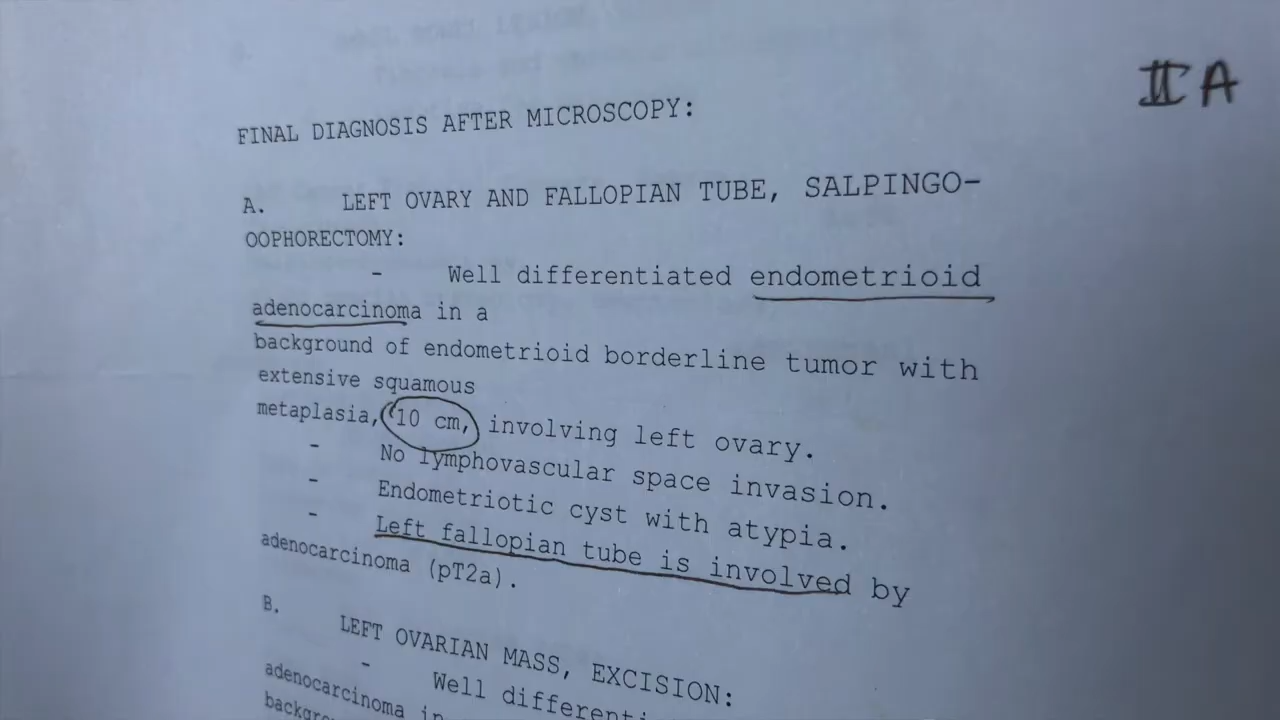 IIA
FINAL DIAGNOSIS AFTER MICROSCOPY:
A. LEFT OVARY AND FALLOPIAN TUBE, SALPINGO-
OOPHORECTOMY:
- Well differentiated endometrioid
adenocarcinoma in a
background of endometrioid borderline tumor with
extensive squamous
metaplasia, 10 cm, involving left ovary.
- No lymphovascular space invasion.
- Endometriotic cyst with atypia.
- Left fallopian tube is involved by
adenocarcinoma (pT2a).
B. LEFT OVARIAN MASS, EXCISION:
- Well
adenocarcinoma in